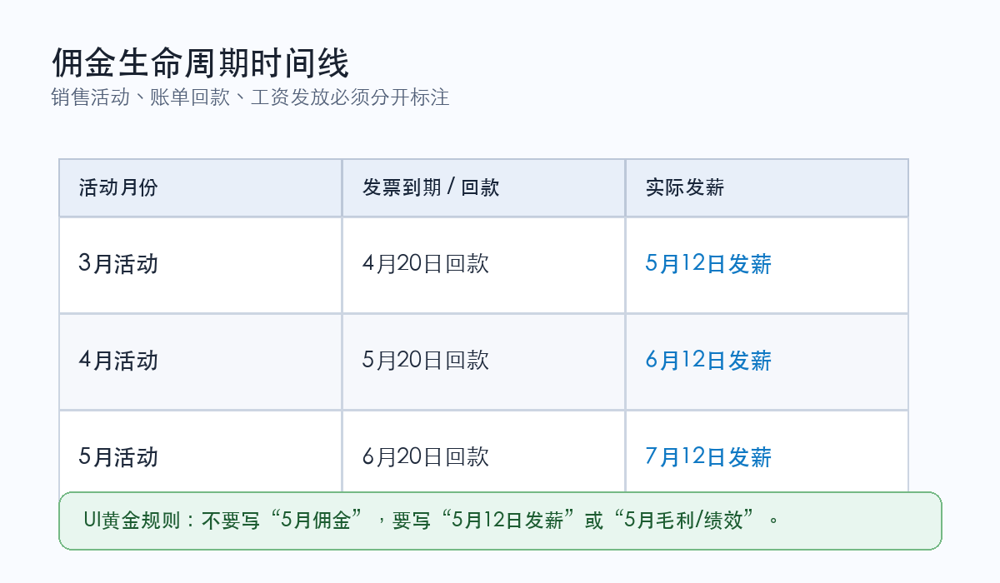 佣金生命周期时间线
销售活动、账单回款、工资发放必须分开标注
活动月份 发票到期 / 回款 实际发薪
3月活动 4月20日回款 5月12日发薪
4月活动 5月20日回款 6月12日发薪
5月活动 6月20日回款 7月12日发薪
UI黄金规则：不要写“5月佣金”，要写“5月12日发薪”或“5月毛利/绩效”。